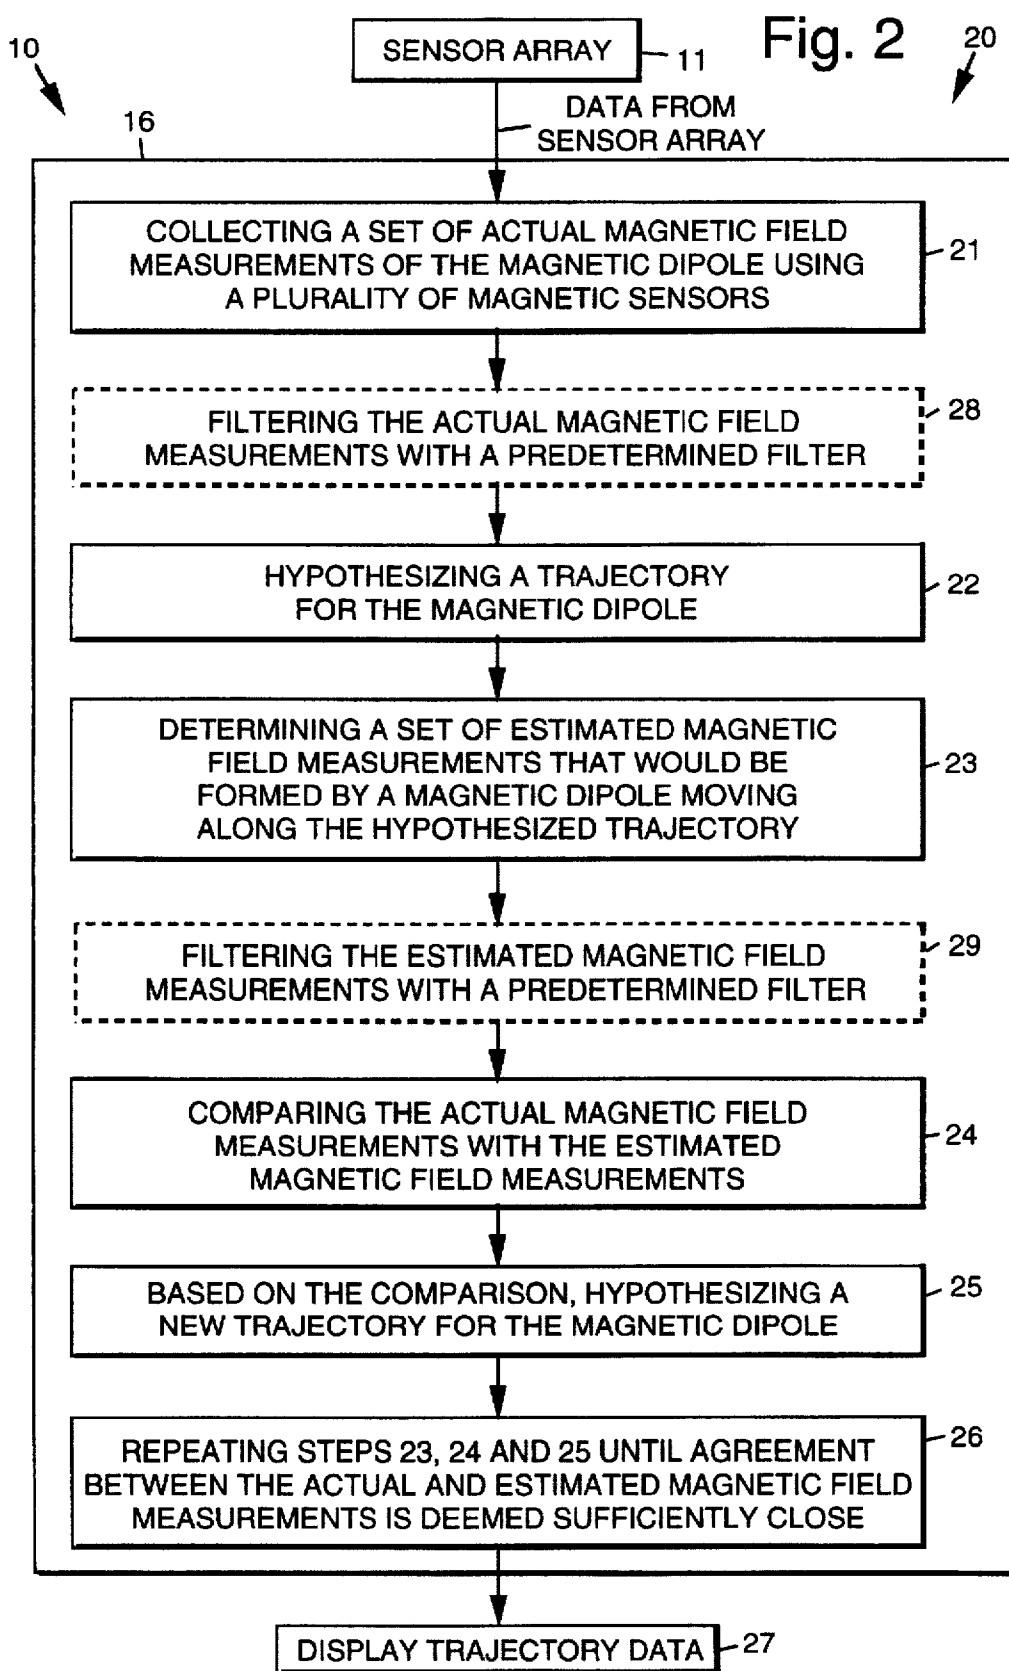 Fig. 2
10
20
SENSOR ARRAY
11
DATA FROM
SENSOR ARRAY
16
COLLECTING A SET OF ACTUAL MAGNETIC FIELD
MEASUREMENTS OF THE MAGNETIC DIPOLE USING
A PLURALITY OF MAGNETIC SENSORS
21
FILTERING THE ACTUAL MAGNETIC FIELD
MEASUREMENTS WITH A PREDETERMINED FILTER
28
HYPOTHESIZING A TRAJECTORY
FOR THE MAGNETIC DIPOLE
22
DETERMINING A SET OF ESTIMATED MAGNETIC
FIELD MEASUREMENTS THAT WOULD BE
FORMED BY A MAGNETIC DIPOLE MOVING
ALONG THE HYPOTHESIZED TRAJECTORY
23
FILTERING THE ESTIMATED MAGNETIC FIELD
MEASUREMENTS WITH A PREDETERMINED FILTER
29
COMPARING THE ACTUAL MAGNETIC FIELD
MEASUREMENTS WITH THE ESTIMATED
MAGNETIC FIELD MEASUREMENTS
24
BASED ON THE COMPARISON, HYPOTHESIZING A
NEW TRAJECTORY FOR THE MAGNETIC DIPOLE
25
REPEATING STEPS 23, 24 AND 25 UNTIL AGREEMENT
BETWEEN THE ACTUAL AND ESTIMATED MAGNETIC FIELD
MEASUREMENTS IS DEEMED SUFFICIENTLY CLOSE
26
DISPLAY TRAJECTORY DATA
27